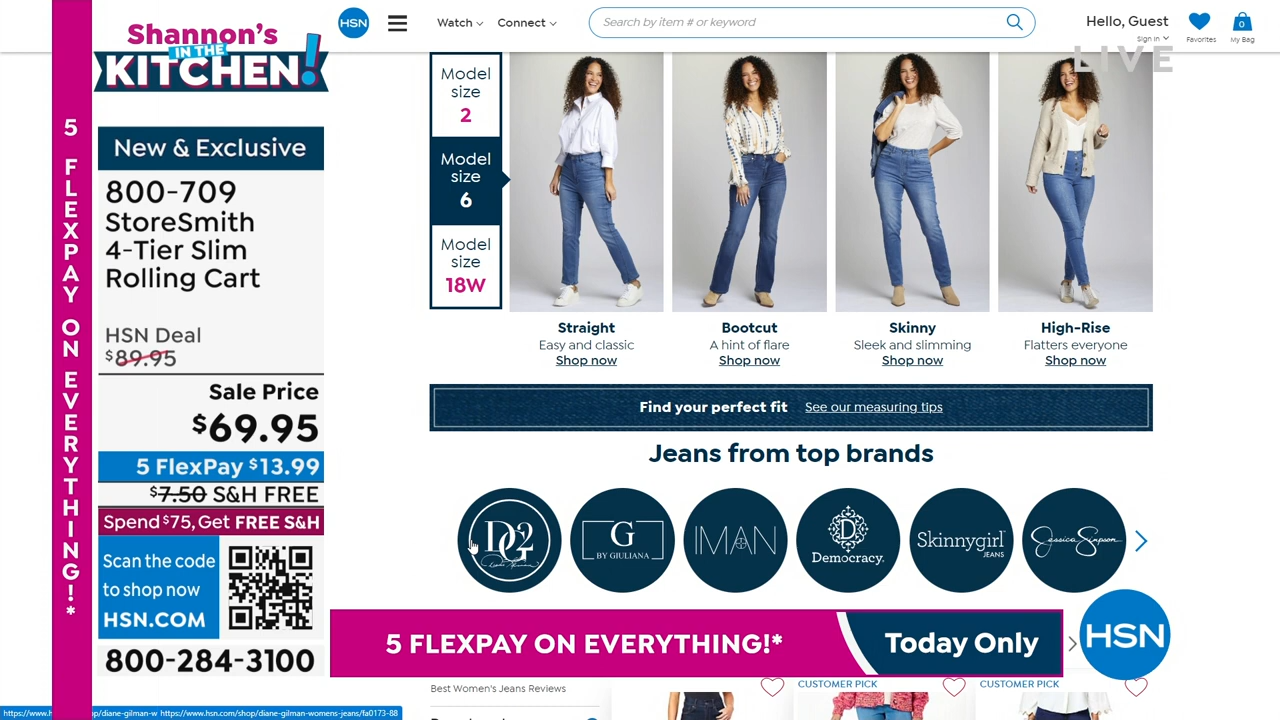 5 FLEXPAY ON EVERYTHING!*
Shannon's
IN THE
KITCHEN!
New & Exclusive
800-709
StoreSmith
4-Tier Slim
Rolling Cart
HSN Deal
$89.95
Sale Price
$69.95
5 FlexPay $13.99
$7.50 S&H FREE
Spend $75, Get FREE S&H
Scan the code
to shop now
HSN.COM
800-284-3100
HSN
Watch
Connect
Search by item # or keyword
Hello, Guest
Sign in
Favorites
0
My Bag
LIVE
Model
size
2
Model
size
6
Model
size
18W
Straight
Easy and classic
Shop now
Bootcut
A hint of flare
Shop now
Skinny
Sleek and slimming
Shop now
High-Rise
Flatters everyone
Shop now
Find your perfect fit See our measuring tips
Jeans from top brands
DG2
Diane Gilman
G
BY GIULIANA
IMAN
D
Democracy.
Skinnygirl
JEANS
Jessica Simpson
5 FLEXPAY ON EVERYTHING!*
Today Only
HSN
Best Women's Jeans Reviews
CUSTOMER PICK
CUSTOMER PICK
https://www.hsn.com/shop/diane-gilman-womens-jeans/fa0173-88